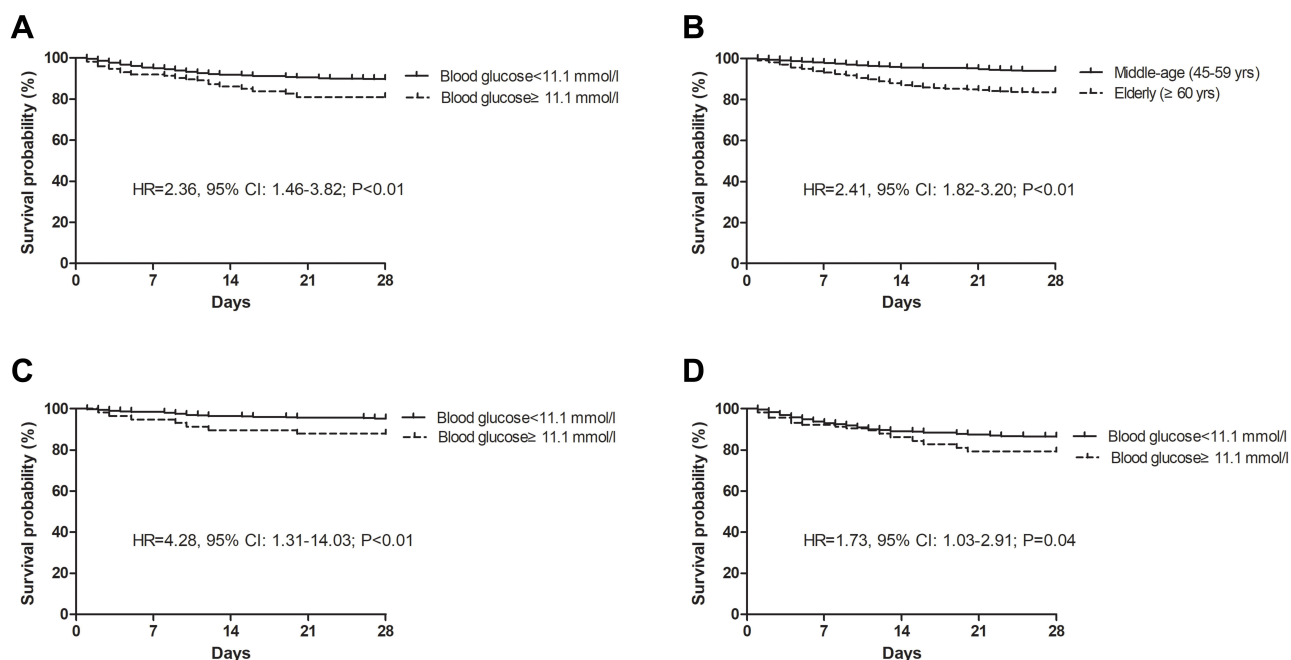 A
Survival probability (%)
100
80
60
40
20
0
0 7 14 21 28
Days
Blood glucose<11.1 mmol/l
Blood glucose≥ 11.1 mmol/l
HR=2.36, 95% CI: 1.46-3.82; P<0.01
B
Survival probability (%)
100
80
60
40
20
0
0 7 14 21 28
Days
Middle-age (45-59 yrs)
Elderly (≥ 60 yrs)
HR=2.41, 95% CI: 1.82-3.20; P<0.01
C
Survival probability (%)
100
80
60
40
20
0
0 7 14 21 28
Days
Blood glucose<11.1 mmol/l
Blood glucose≥ 11.1 mmol/l
HR=4.28, 95% CI: 1.31-14.03; P<0.01
D
Survival probability (%)
100
80
60
40
20
0
0 7 14 21 28
Days
Blood glucose<11.1 mmol/l
Blood glucose≥ 11.1 mmol/l
HR=1.73, 95% CI: 1.03-2.91; P=0.04